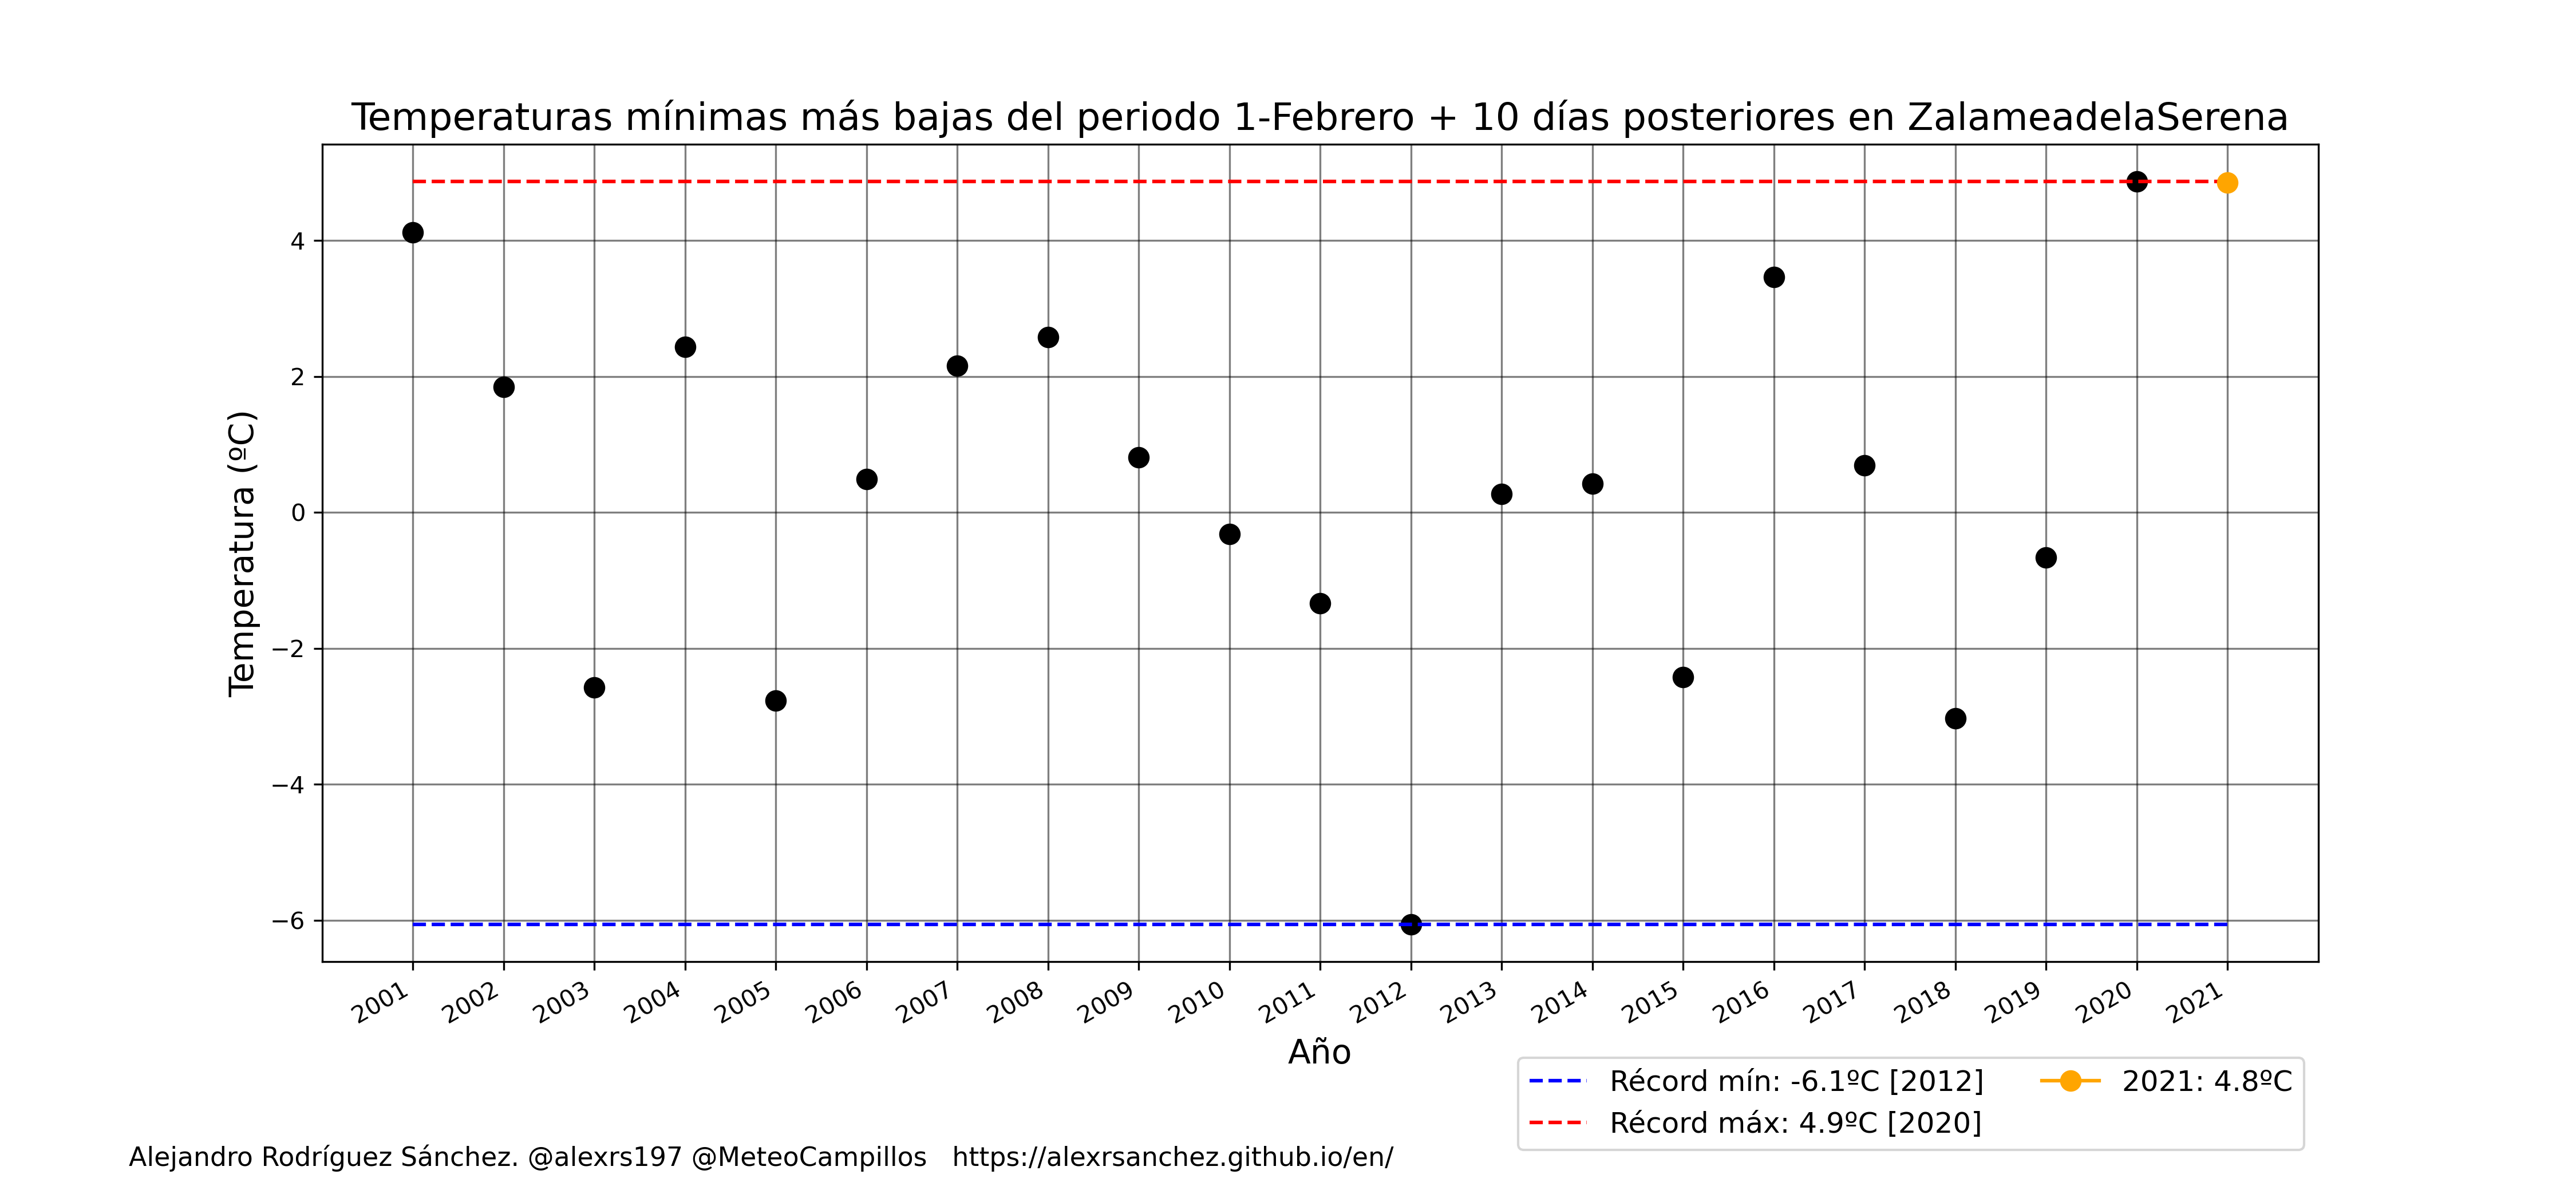 Temperaturas mínimas más bajas del periodo 1-Febrero + 10 días posteriores en ZalameadelaSerena
Temperatura (ºC)
4
2
0
−2
−4
−6
2001 2002 2003 2004 2005 2006 2007 2008 2009 2010 2011 2012 2013 2014 2015 2016 2017 2018 2019 2020 2021
Año
Récord mín: -6.1ºC [2012]
Récord máx: 4.9ºC [2020]
2021: 4.8ºC
Alejandro Rodríguez Sánchez. @alexrs197 @MeteoCampillos https://alexrsanchez.github.io/en/